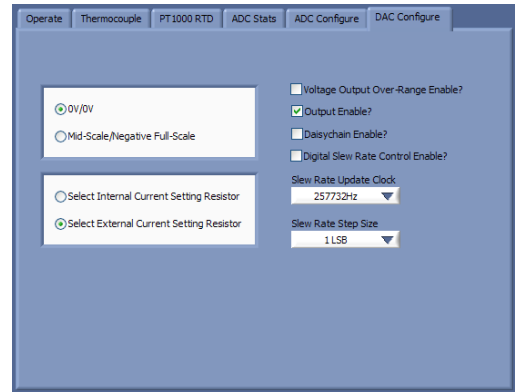 Operate Thermocouple PT1000 RTD ADC Stats ADC Configure DAC Configure
0V/0V
Mid-Scale/Negative Full-Scale
Select Internal Current Setting Resistor
Select External Current Setting Resistor
Voltage Output Over-Range Enable?
Output Enable?
Daisychain Enable?
Digital Slew Rate Control Enable?
Slew Rate Update Clock
257732Hz
Slew Rate Step Size
1 LSB